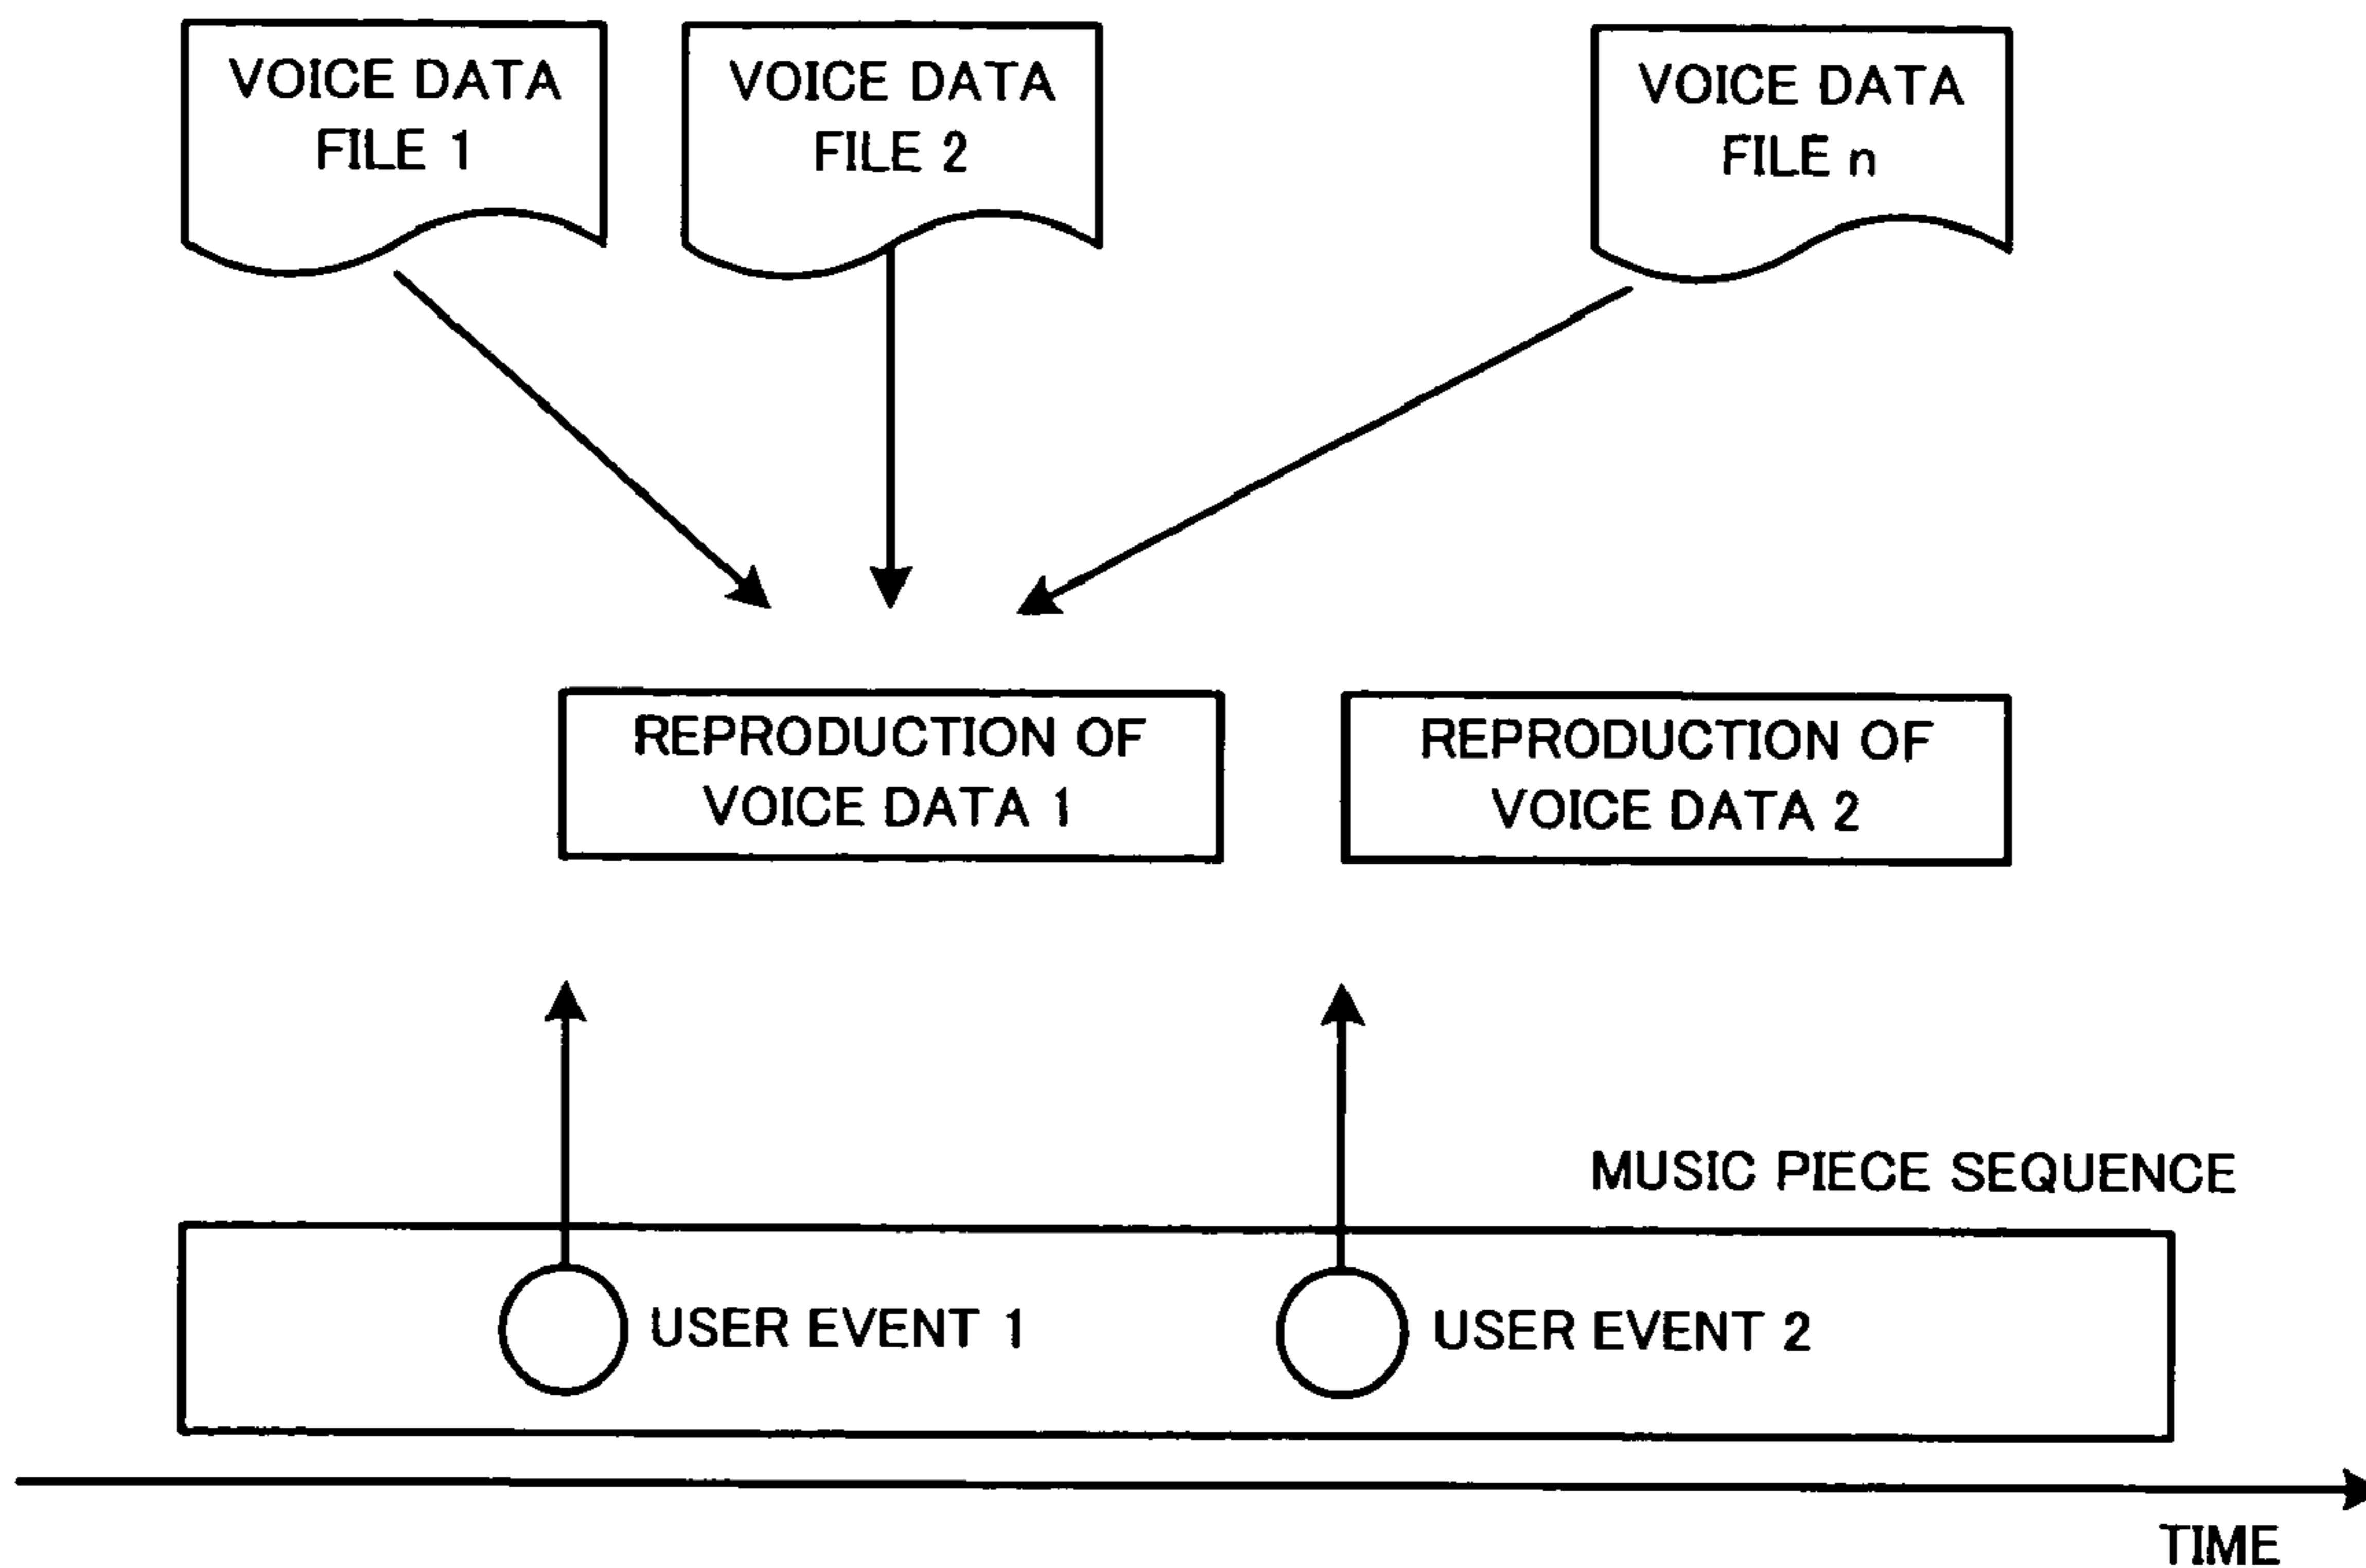 VOICE DATA
FILE 1
VOICE DATA
FILE 2
VOICE DATA
FILE n
REPRODUCTION OF
VOICE DATA 1
REPRODUCTION OF
VOICE DATA 2
MUSIC PIECE SEQUENCE
USER EVENT 1
USER EVENT 2
TIME